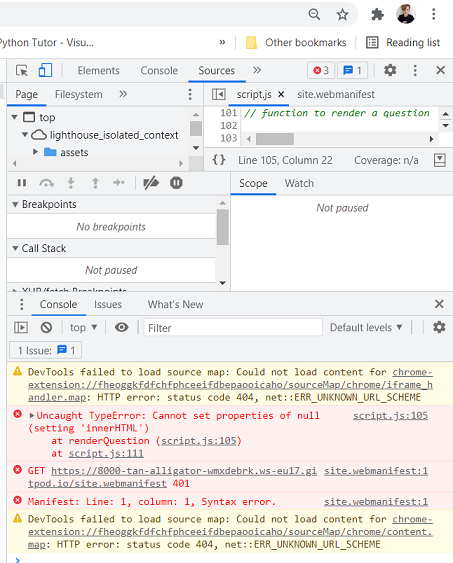 Python Tutor - Visu...
»
Other bookmarks
Reading list
Elements
Console
Sources
»
3
1
Page
Filesystem
»
script.js
site.webmanifest
top
lighthouse_isolated_context
assets
101 // function to render a question
102
103
{} Line 105, Column 22
Coverage: n/a
Breakpoints
No breakpoints
Call Stack
Not paused
Scope
Watch
Not paused
XHR/fetch Breakpoints
Console
Issues
What's New
top
Filter
Default levels
1 Issue: 1
DevTools failed to load source map: Could not load content for chrome-
extension://fheoggkfdfchfphceeifdbepaooicaho/sourceMap/chrome/iframe_h
andler.map: HTTP error: status code 404, net::ERR_UNKNOWN_URL_SCHEME
Uncaught TypeError: Cannot set properties of null script.js:105
(setting 'innerHTML')
at renderQuestion (script.js:105)
at script.js:111
GET https://8000-tan-alligator-wmxdebrk.ws-eu17.gi site.webmanifest:1
tpod.io/site.webmanifest 401
Manifest: Line: 1, column: 1, Syntax error. site.webmanifest:1
DevTools failed to load source map: Could not load content for chrome-
extension://fheoggkfdfchfphceeifdbepaooicaho/sourceMap/chrome/content.
map: HTTP error: status code 404, net::ERR_UNKNOWN_URL_SCHEME